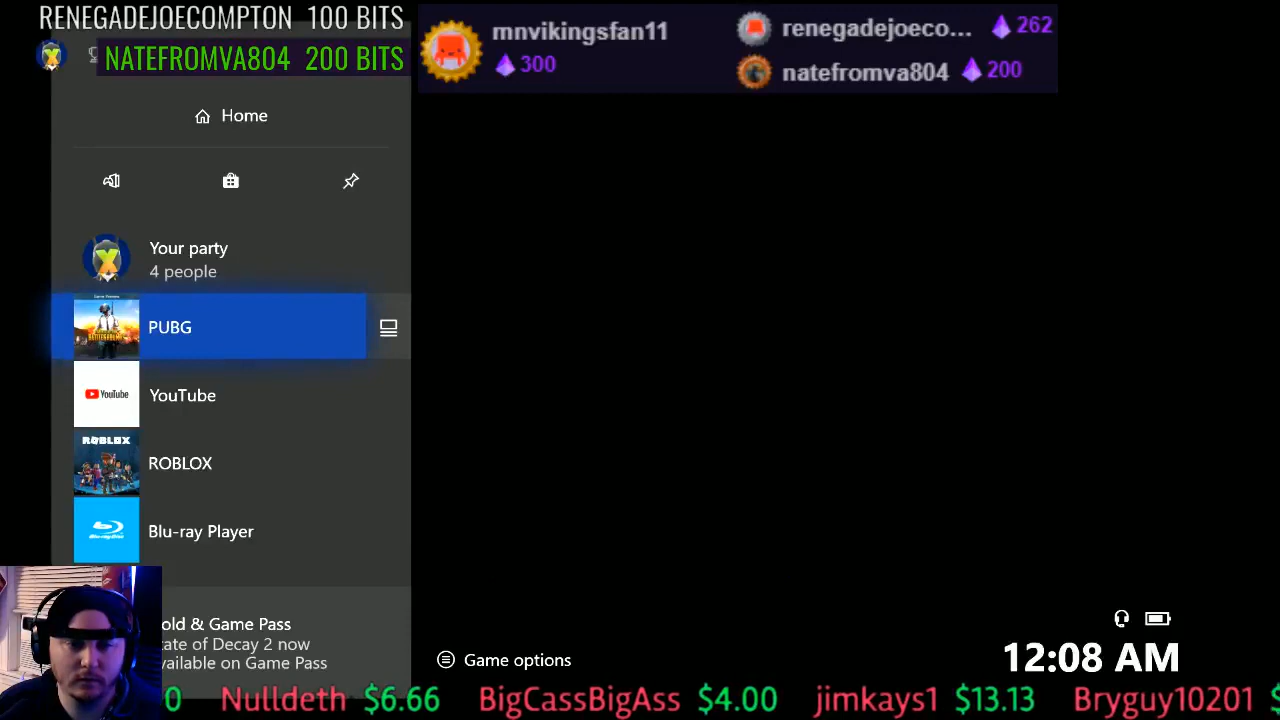 RENEGADEJOECOMPTON 100 BITS
NATEFROMVA804 200 BITS
mnvikingsfan11
300
renegadejoeco... 262
natefromva804 200
Home
Your party
4 people
PUBG
YouTube
YouTube
ROBLOX
ROBLOX
Blu-ray Player
old & Game Pass
tate of Decay 2 now
vailable on Game Pass
Game options
12:08 AM
0 Nulldeth $6.66 BigCassBigAss $4.00 jimkays1 $13.13 Bryguy10201 $